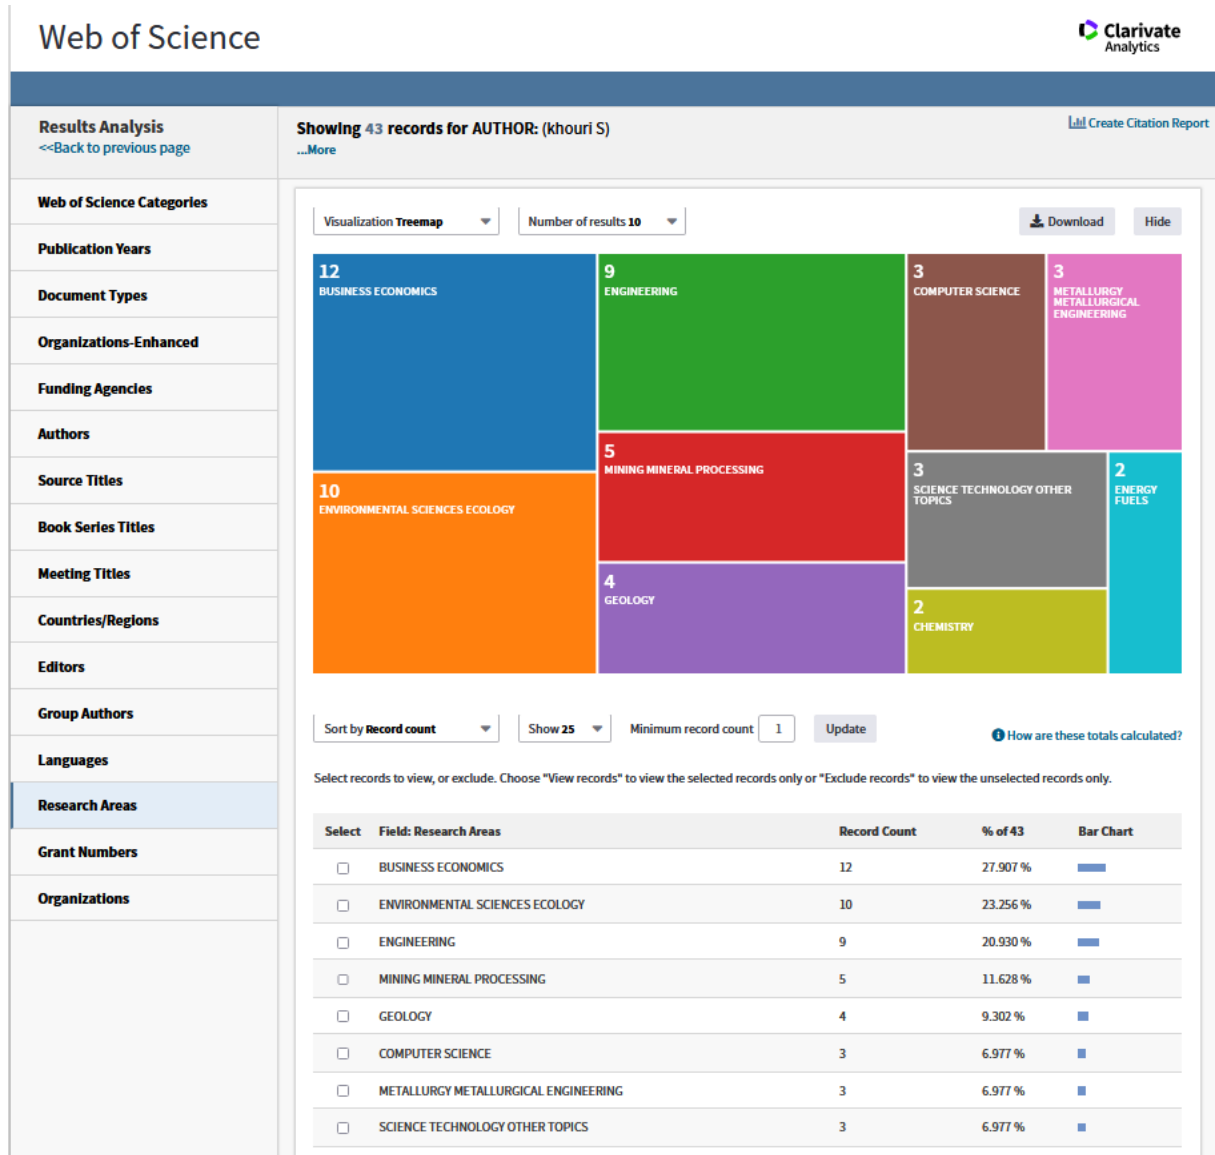 Web of Science
Clarivate
Analytics
Results Analysis
<<Back to previous page
Showing 43 records for AUTHOR: (khouri S)
...More
Create Citation Report
Web of Science Categories
Publication Years
Document Types
Organizations-Enhanced
Funding Agencies
Authors
Source Titles
Book Series Titles
Meeting Titles
Countries/Regions
Editors
Group Authors
Languages
Research Areas
Grant Numbers
Organizations
Visualization Treemap
Number of results 10
Download
Hide
12
BUSINESS ECONOMICS
9
ENGINEERING
3
COMPUTER SCIENCE
3
METALLURGY
METALLURGICAL
ENGINEERING
5
MINING MINERAL PROCESSING
3
SCIENCE TECHNOLOGY OTHER
TOPICS
2
ENERGY
FUELS
10
ENVIRONMENTAL SCIENCES ECOLOGY
4
GEOLOGY
2
CHEMISTRY
Sort by Record count
Show 25
Minimum record count 1
Update
How are these totals calculated?
Select records to view, or exclude. Choose "View records" to view the selected records only or "Exclude records" to view the unselected records only.
Select Field: Research Areas Record Count % of 43 Bar Chart
BUSINESS ECONOMICS 12 27.907 %
ENVIRONMENTAL SCIENCES ECOLOGY 10 23.256 %
ENGINEERING 9 20.930 %
MINING MINERAL PROCESSING 5 11.628 %
GEOLOGY 4 9.302 %
COMPUTER SCIENCE 3 6.977 %
METALLURGY METALLURGICAL ENGINEERING 3 6.977 %
SCIENCE TECHNOLOGY OTHER TOPICS 3 6.977 %